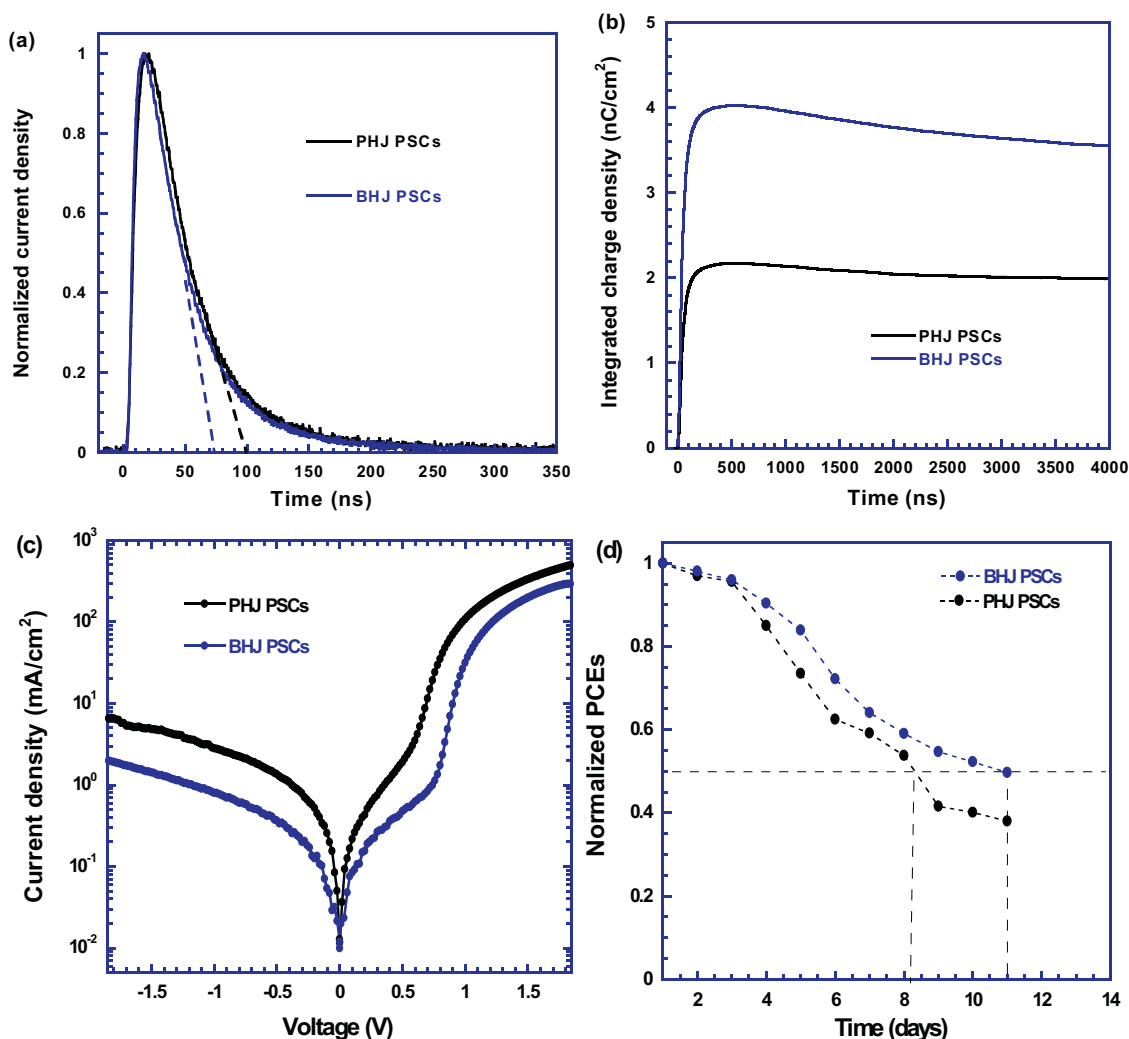 (a)
Normalized current density
1
0.8
0.6
0.4
0.2
0
PHJ PSCs
BHJ PSCs
0 50 100 150 200 250 300 350
Time (ns)
(b)
Integrated charge density (nC/cm²)
5
4
3
2
1
0
PHJ PSCs
BHJ PSCs
0 500 1000 1500 2000 2500 3000 3500 4000
Time (ns)
(c)
Current density (mA/cm²)
10³
10²
10¹
10⁰
10⁻¹
10⁻²
PHJ PSCs
BHJ PSCs
-1.5 -1 -0.5 0 0.5 1 1.5
Voltage (V)
(d)
Normalized PCEs
1
0.8
0.6
0.4
0.2
0
BHJ PSCs
PHJ PSCs
2 4 6 8 10 12 14
Time (days)